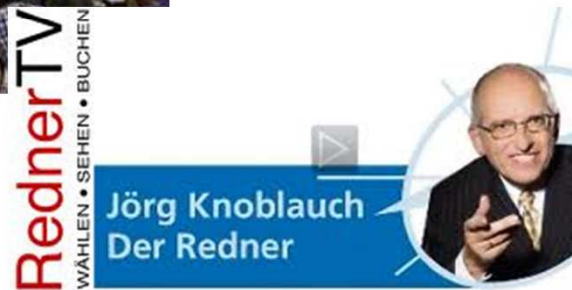 RednerTV
WÄHLEN • SEHEN • BUCHEN
Jörg Knoblauch
Der Redner